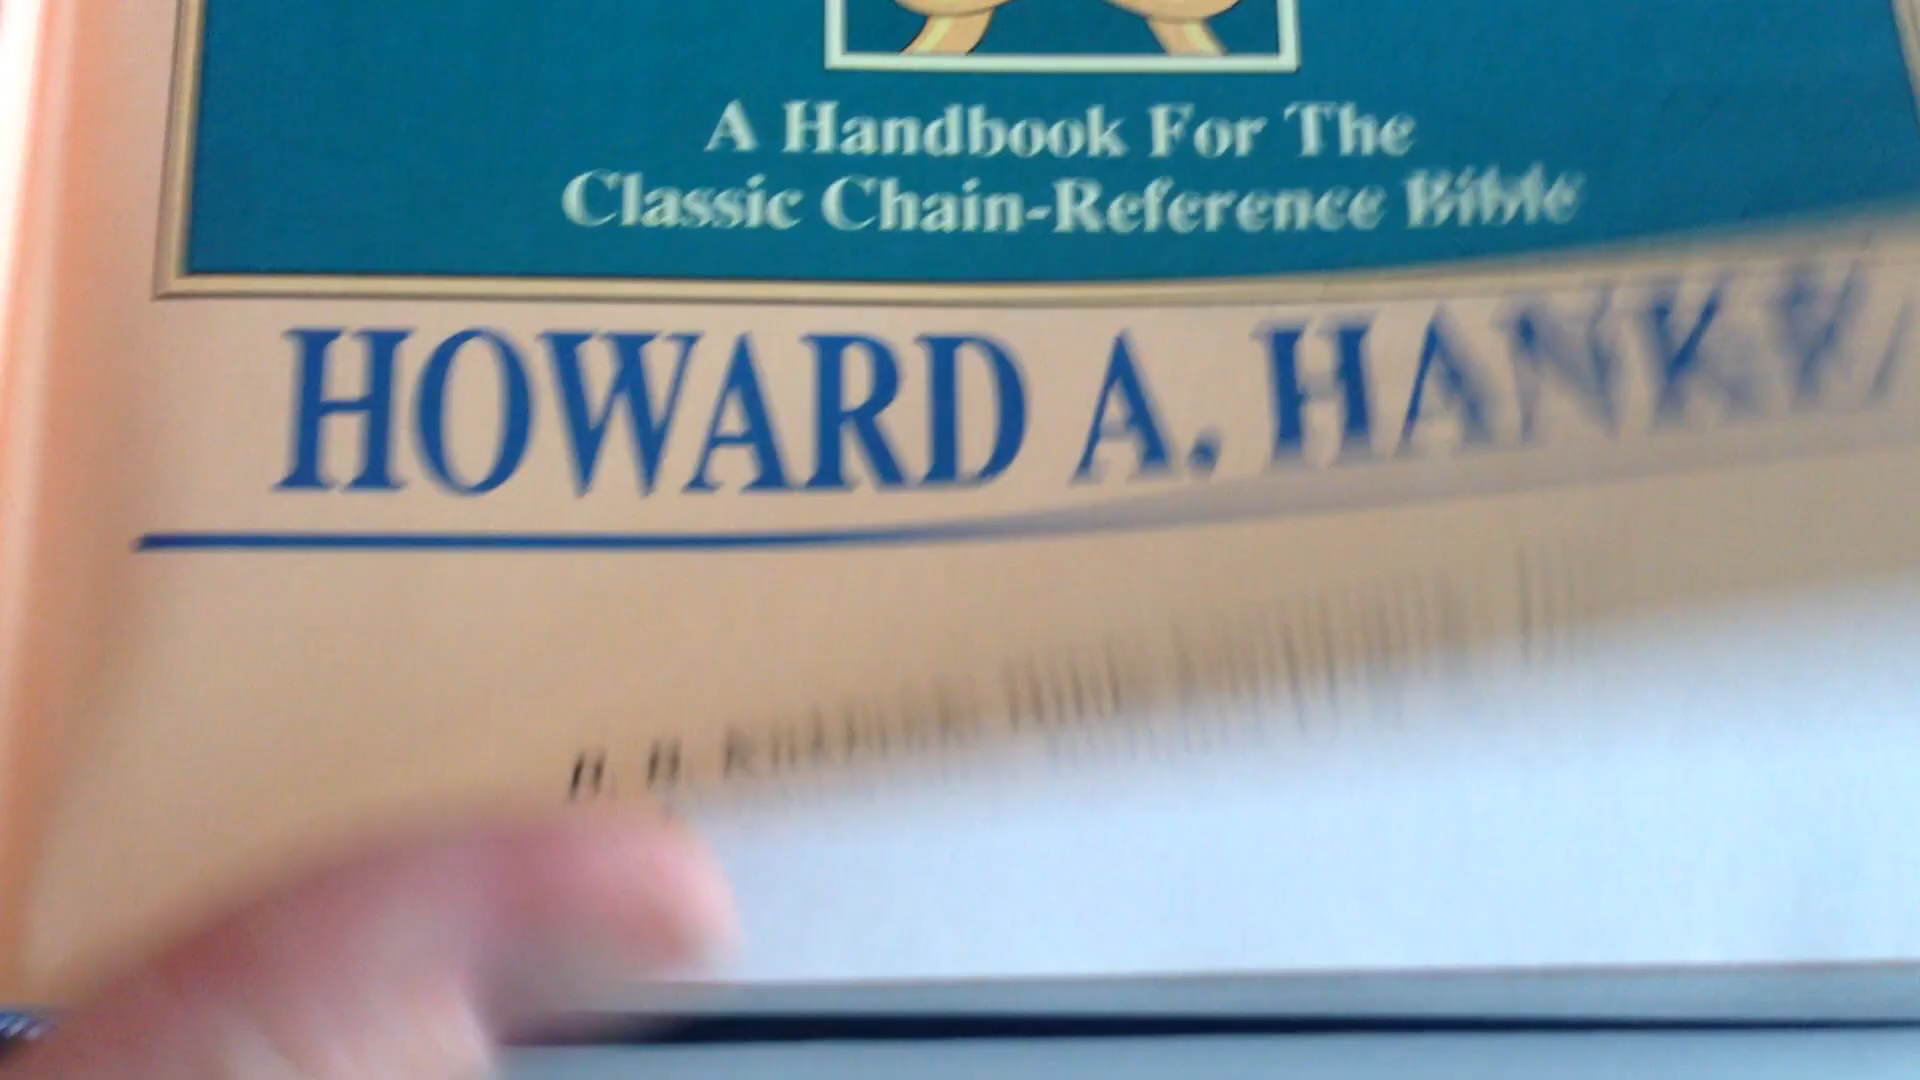 A Handbook For The
Classic Chain-Reference Bible
HOWARD A. HANKE
B. B.